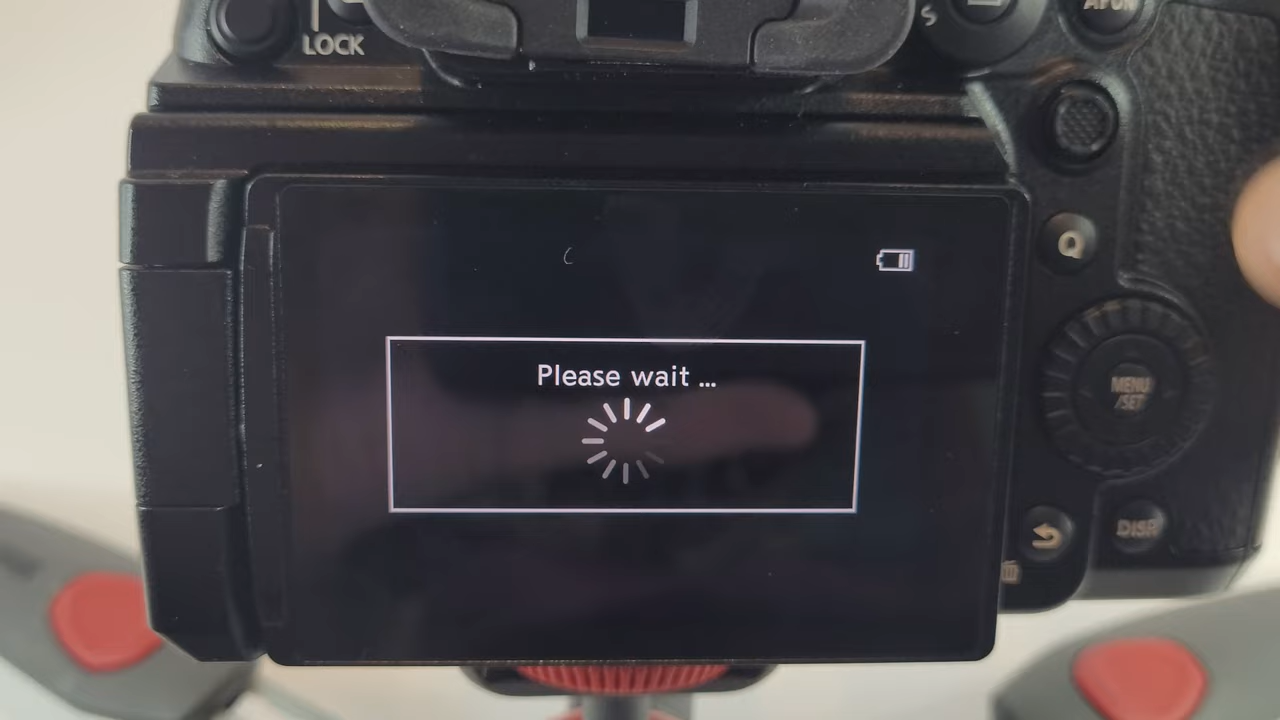 LOCK
S
AF ON
Q
Please wait ...
MENU
/SET
DISP.